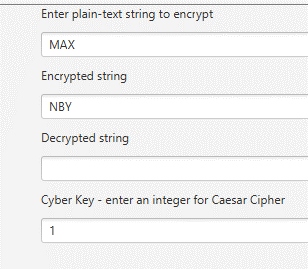 Enter plain-text string to encrypt
MAX
Encrypted string
NBY
Decrypted string
Cyber Key - enter an integer for Caesar Cipher
1